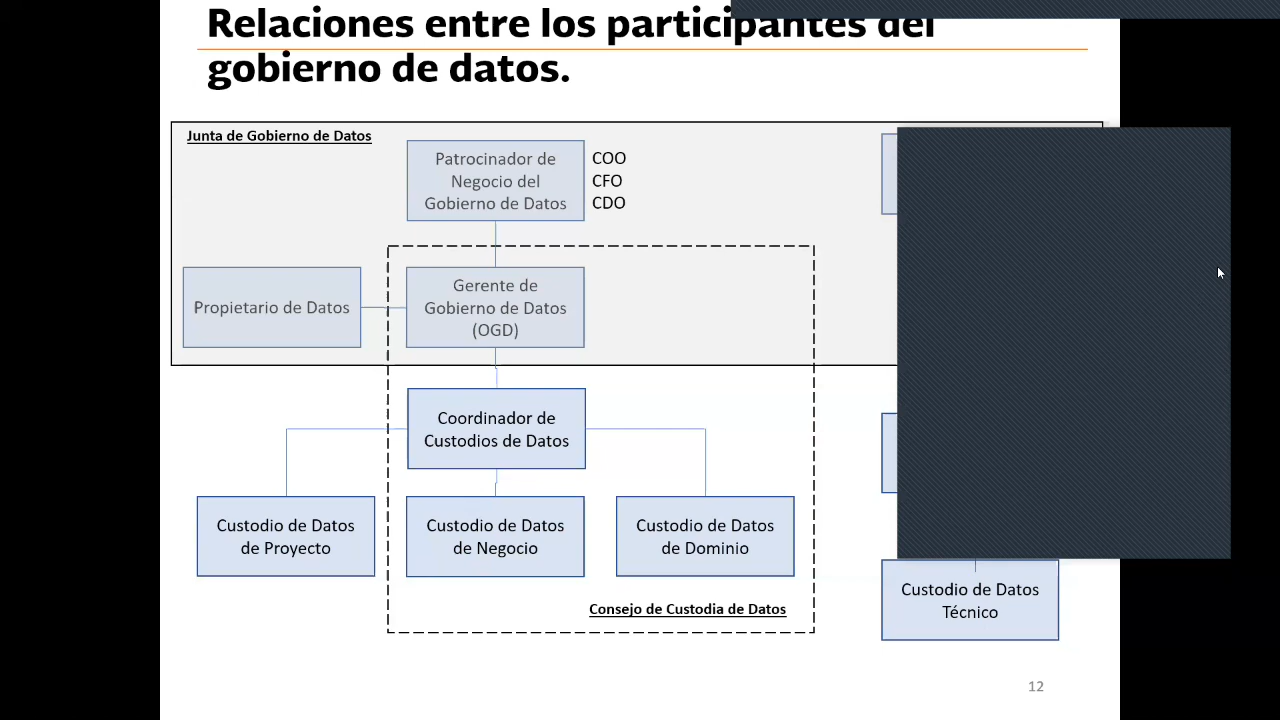 Relaciones entre los participantes del
gobierno de datos.
Junta de Gobierno de Datos
Patrocinador de
Negocio del
Gobierno de Datos
COO
CFO
CDO
Propietario de Datos
Gerente de
Gobierno de Datos
(OGD)
Coordinador de
Custodios de Datos
Custodio de Datos
de Proyecto
Custodio de Datos
de Negocio
Custodio de Datos
de Dominio
Custodio de Datos
Técnico
Consejo de Custodia de Datos
12